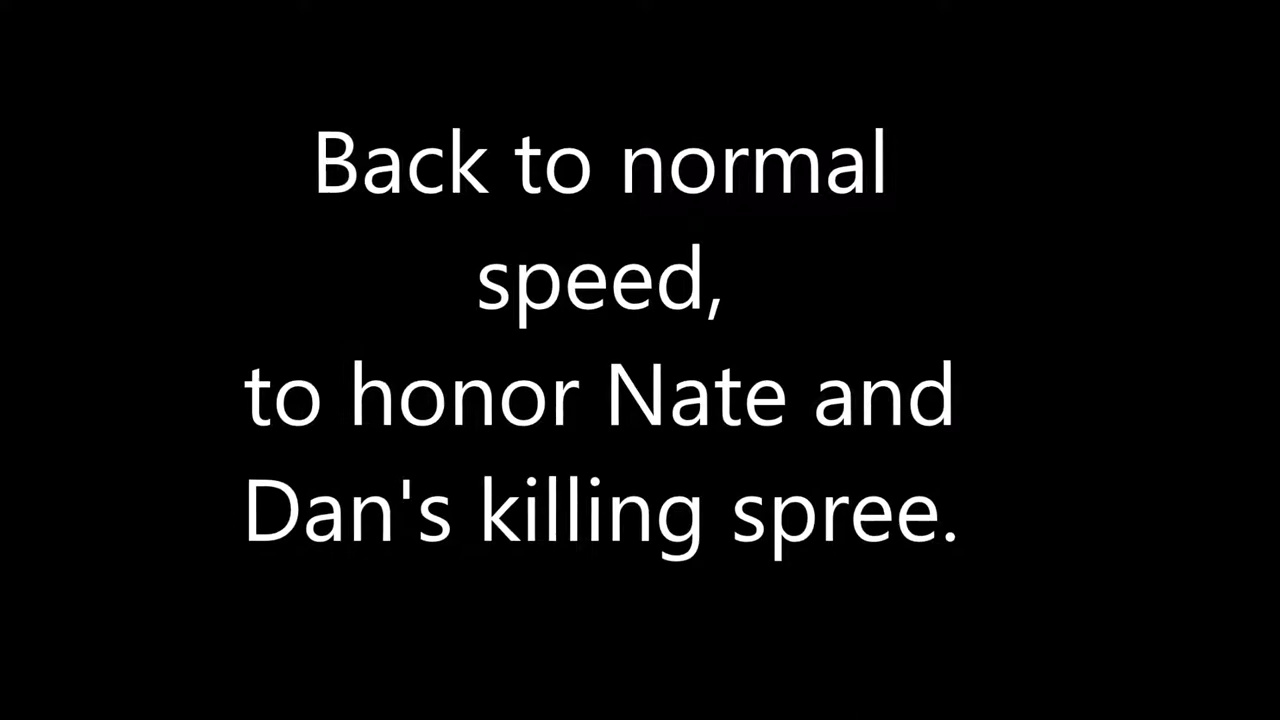 Back to normal
speed,
to honor Nate and
Dan's killing spree.